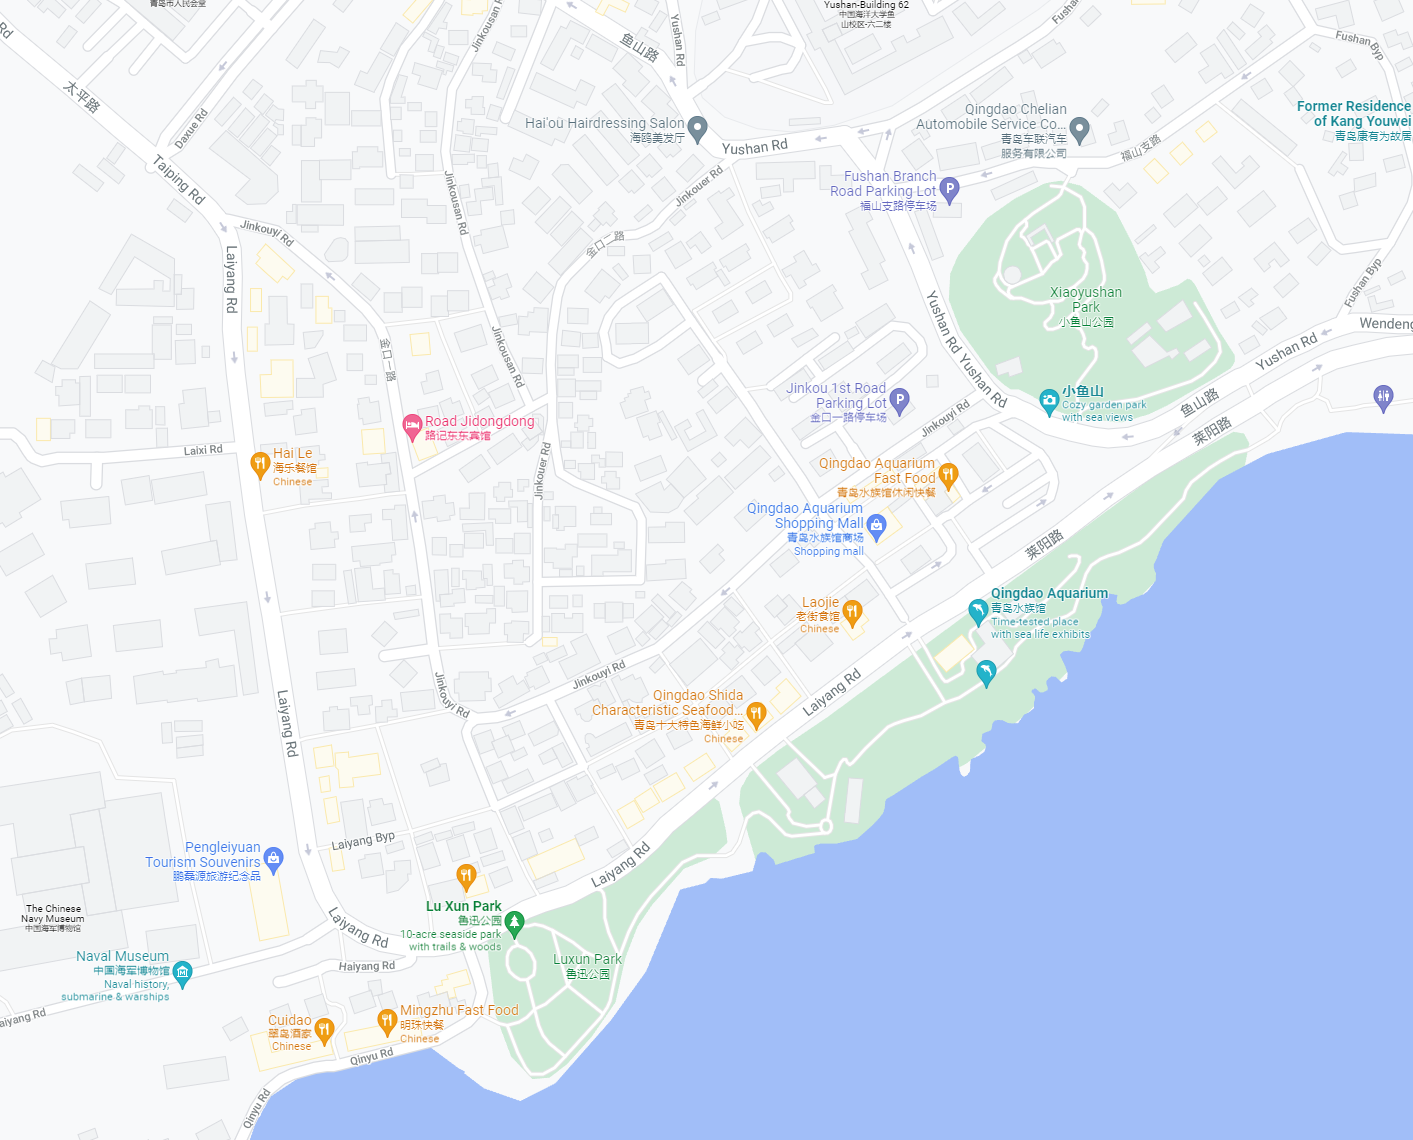 青岛市人民会堂
Rd
太平路
Daxue Rd
Taiping Rd
Jinkousan Rd
鱼山路
Yushan Rd
Yushan-Building 62
中国海洋大学鱼
山校区-六二楼
Fushan Byp
Former Residence
of Kang Youwei
青岛康有为故居
Hai'ou Hairdressing Salon
海鸥美发厅
Yushan Rd
Qingdao Chelian
Automobile Service Co...
青岛车联汽车
服务有限公司
福山支路
Fushan Branch
Road Parking Lot
福山支路停车场
Jinkouyi Rd
Laiyang Rd
Jinkousan Rd
Jinkouer Rd
金口二路
Xiaoyushan
Park
小鱼山公园
Fushan Byp
Wendeng
Yushan Rd
Yushan Rd
Yushan Rd
金口一路
Jinkousan Rd
Jinkou 1st Road
Parking Lot
金口一路停车场
Jinkouyi Rd
小鱼山
Cozy garden park
with sea views
鱼山路
莱阳路
Road Jidongdong
路记东东宾馆
Laixi Rd
Hai Le
海乐餐馆
Chinese
Jinkouer Rd
Qingdao Aquarium
Fast Food
青岛水族馆休闲快餐
Qingdao Aquarium
Shopping Mall
青岛水族馆商场
Shopping mall
莱阳路
Qingdao Aquarium
青岛水族馆
Time-tested place
with sea life exhibits
Laojie
老街食馆
Chinese
Jinkouyi Rd
Jinkouyi Rd
Laiyang Rd
Laiyang Rd
Qingdao Shida
Characteristic Seafood...
青岛十大特色海鲜小吃
Chinese
Laiyang Byp
Pengleiyuan
Tourism Souvenirs
鹏磊源旅游纪念品
Laiyang Rd
The Chinese
Navy Museum
中国海军博物馆
Laiyang Rd
Lu Xun Park
鲁迅公园
10-acre seaside park
with trails & woods
Luxun Park
鲁迅公园
Naval Museum
中国海军博物馆
Naval history,
submarine & warships
Haiyang Rd
aiyang Rd
Cuidao
翠岛酒家
Chinese
Mingzhu Fast Food
明珠快餐
Chinese
Qinyu Rd
Qinyu Rd